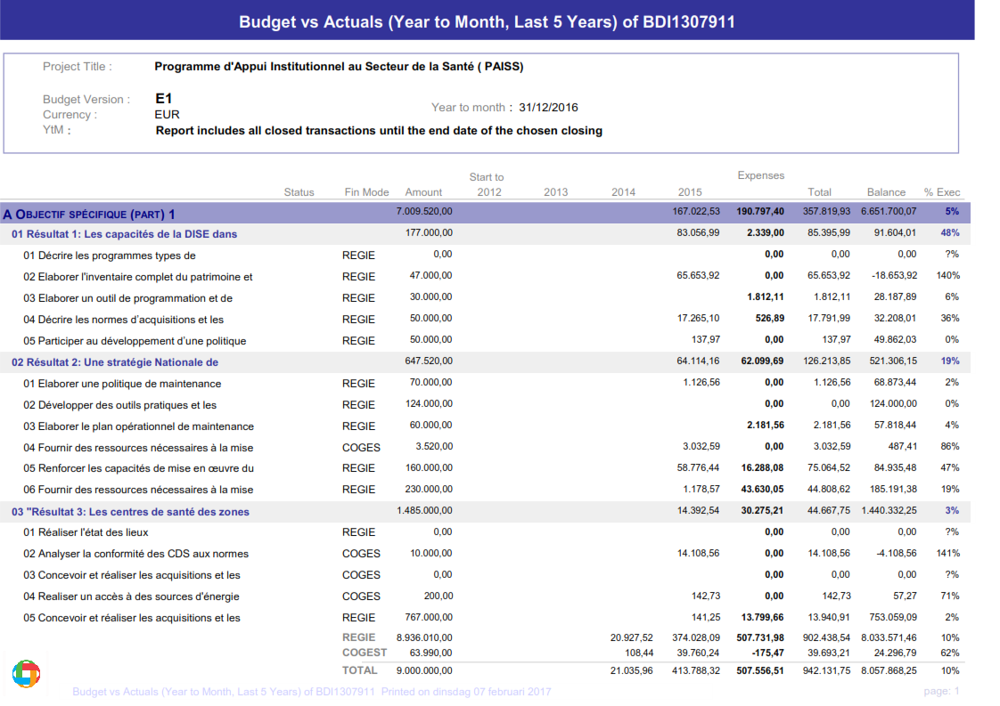 Budget vs Actuals (Year to Month, Last 5 Years) of BDI1307911
Project Title : Programme d'Appui Institutionnel au Secteur de la Santé ( PAISS)
Budget Version : E1
Year to month : 31/12/2016
Currency : EUR
YtM : Report includes all closed transactions until the end date of the chosen closing
Start to Expenses
Status Fin Mode Amount 2012 2013 2014 2015 Total Balance % Exec
A OBJECTIF SPÉCIFIQUE (PART) 1 7.009.520,00 167.022,53 190.797,40 357.819,93 6.651.700,07 5%
01 Résultat 1: Les capacités de la DISE dans 177.000,00 83.056,99 2.339,00 85.395,99 91.604,01 48%
01 Décrire les programmes types de REGIE 0,00 0,00 0,00 0,00 ?%
02 Elaborer l'inventaire complet du patrimoine et REGIE 47.000,00 65.653,92 0,00 65.653,92 -18.653,92 140%
03 Elaborer un outil de programmation et de REGIE 30.000,00 1.812,11 1.812,11 28.187,89 6%
04 Décrire les normes d'acquisitions et les REGIE 50.000,00 17.265,10 526,89 17.791,99 32.208,01 36%
05 Participer au développement d'une politique REGIE 50.000,00 137,97 0,00 137,97 49.862,03 0%
02 Résultat 2: Une stratégie Nationale de 647.520,00 64.114,16 62.099,69 126.213,85 521.306,15 19%
01 Elaborer une politique de maintenance REGIE 70.000,00 1.126,56 0,00 1.126,56 68.873,44 2%
02 Développer des outils pratiques et les REGIE 124.000,00 0,00 0,00 124.000,00 0%
03 Elaborer le plan opérationnel de maintenance REGIE 60.000,00 2.181,56 2.181,56 57.818,44 4%
04 Fournir des ressources nécessaires à la mise COGES 3.520,00 3.032,59 0,00 3.032,59 487,41 86%
05 Renforcer les capacités de mise en œuvre du REGIE 160.000,00 58.776,44 16.288,08 75.064,52 84.935,48 47%
06 Fournir des ressources nécessaires à la mise REGIE 230.000,00 1.178,57 43.630,05 44.808,62 185.191,38 19%
03 "Résultat 3: Les centres de santé des zones 1.485.000,00 14.392,54 30.275,21 44.667,75 1.440.332,25 3%
01 Réaliser l'état des lieux REGIE 0,00 0,00 0,00 0,00 ?%
02 Analyser la conformité des CDS aux normes COGES 10.000,00 14.108,56 0,00 14.108,56 -4.108,56 141%
03 Concevoir et réaliser les acquisitions et les COGES 0,00 0,00 0,00 0,00 ?%
04 Realiser un accès à des sources d'énergie COGES 200,00 142,73 0,00 142,73 57,27 71%
05 Concevoir et réaliser les acquisitions et les REGIE 767.000,00 141,25 13.799,66 13.940,91 753.059,09 2%
REGIE 8.936.010,00 20.927,52 374.028,09 507.731,98 902.438,54 8.033.571,46 10%
COGEST 63.990,00 108,44 39.760,24 -175,47 39.693,21 24.296,79 62%
TOTAL 9.000.000,00 21.035,96 413.788,32 507.556,51 942.131,75 8.057.868,25 10%
Budget vs Actuals (Year to Month, Last 5 Years) of BDI1307911 Printed on dinsdag 07 februari 2017 page: 1